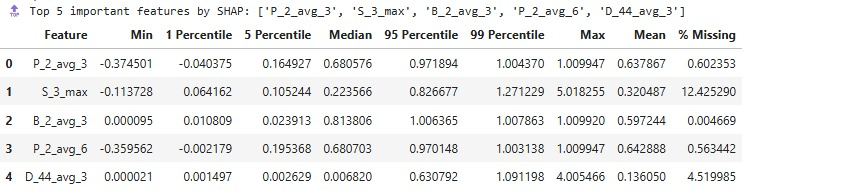 TOP
Top 5 important features by SHAP: ['P_2_avg_3', 'S_3_max', 'B_2_avg_3', 'P_2_avg_6', 'D_44_avg_3']
Feature Min 1 Percentile 5 Percentile Median 95 Percentile 99 Percentile Max Mean % Missing
0 P_2_avg_3 -0.374501 -0.040375 0.164927 0.680576 0.971894 1.004370 1.009947 0.637867 0.602353
1 S_3_max -0.113728 0.064162 0.105244 0.223566 0.826677 1.271229 5.018255 0.320487 12.425290
2 B_2_avg_3 0.000095 0.010809 0.023913 0.813806 1.006365 1.007863 1.009920 0.597244 0.004669
3 P_2_avg_6 -0.359562 -0.002179 0.195368 0.680703 0.970148 1.003138 1.009947 0.642888 0.563442
4 D_44_avg_3 0.000021 0.001497 0.002629 0.006820 0.630792 1.091198 4.005466 0.136050 4.519985